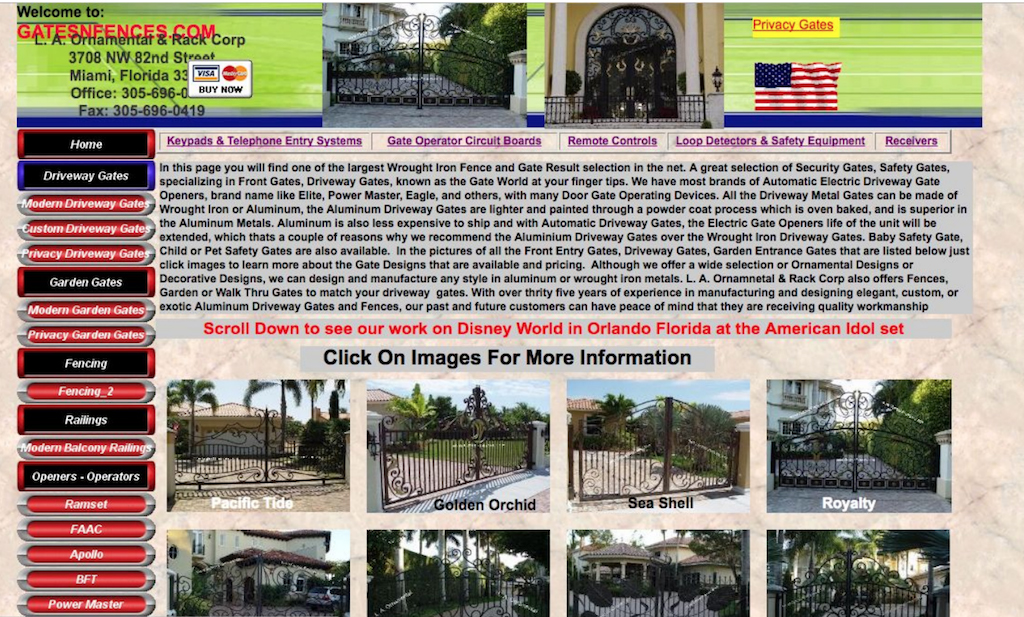 Welcome to:
GATESNFENCES.COM
L. A. Ornamental & Rack Corp
3708 NW 82nd Street
Miami, Florida 33
Office: 305-696-0
Fax: 305-696-0419
VISA MasterCard
BUY NOW
Privacy Gates
Home
Keypads & Telephone Entry Systems
Gate Operator Circuit Boards
Remote Controls
Loop Detectors & Safety Equipment
Receivers
Driveway Gates
Modern Driveway Gates
Custom Driveway Gates
Privacy Driveway Gates
Garden Gates
Modern Garden Gates
Privacy Garden Gates
Fencing
Fencing_2
Railings
Modern Balcony Railings
Openers - Operators
Ramset
FAAC
Apollo
BFT
Power Master
In this page you will find one of the largest Wrought Iron Fence and Gate Result selection in the net. A great selection of Security Gates, Safety Gates,
specializing in Front Gates, Driveway Gates, known as the Gate World at your finger tips. We have most brands of Automatic Electric Driveway Gate
Openers, brand name like Elite, Power Master, Eagle, and others, with many Door Gate Operating Devices. All the Driveway Metal Gates can be made of
Wrought Iron or Aluminum, the Aluminum Driveway Gates are lighter and painted through a powder coat process which is oven baked, and is superior in
the Aluminum Metals. Aluminum is also less expensive to ship and with Automatic Driveway Gates, the Electric Gate Openers life of the unit will be
extended, which thats a couple of reasons why we recommend the Aluminium Driveway Gates over the Wrought Iron Driveway Gates. Baby Safety Gate,
Child or Pet Safety Gates are also available. In the pictures of all the Front Entry Gates, Driveway Gates, Garden Entrance Gates that are listed below just
click images to learn more about the Gate Designs that are available and pricing. Although we offer a wide selection or Ornamental Designs or
Decorative Designs, we can design and manufacture any style in aluminum or wrought iron metals. L. A. Ornamnetal & Rack Corp also offers Fences,
Garden or Walk Thru Gates to match your driveway gates. With over thrity five years of experience in manufacturing and designing elegant, custom, or
exotic Aluminum Driveway Gates and Fences, our past and future customers can have peace of mind that they are receiving quality workmanship
Scroll Down to see our work on Disney World in Orlando Florida at the American Idol set
Click On Images For More Information
Pacific Tide
Golden Orchid
Sea Shell
Royalty